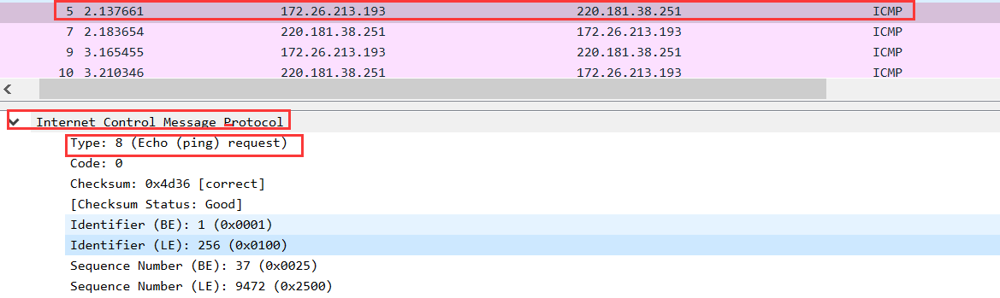 5 2.137661 172.26.213.193 220.181.38.251 ICMP
7 2.183654 220.181.38.251 172.26.213.193 ICMP
9 3.165455 172.26.213.193 220.181.38.251 ICMP
10 3.210346 220.181.38.251 172.26.213.193 ICMP
Internet Control Message Protocol
Type: 8 (Echo (ping) request)
Code: 0
Checksum: 0x4d36 [correct]
[Checksum Status: Good]
Identifier (BE): 1 (0x0001)
Identifier (LE): 256 (0x0100)
Sequence Number (BE): 37 (0x0025)
Sequence Number (LE): 9472 (0x2500)